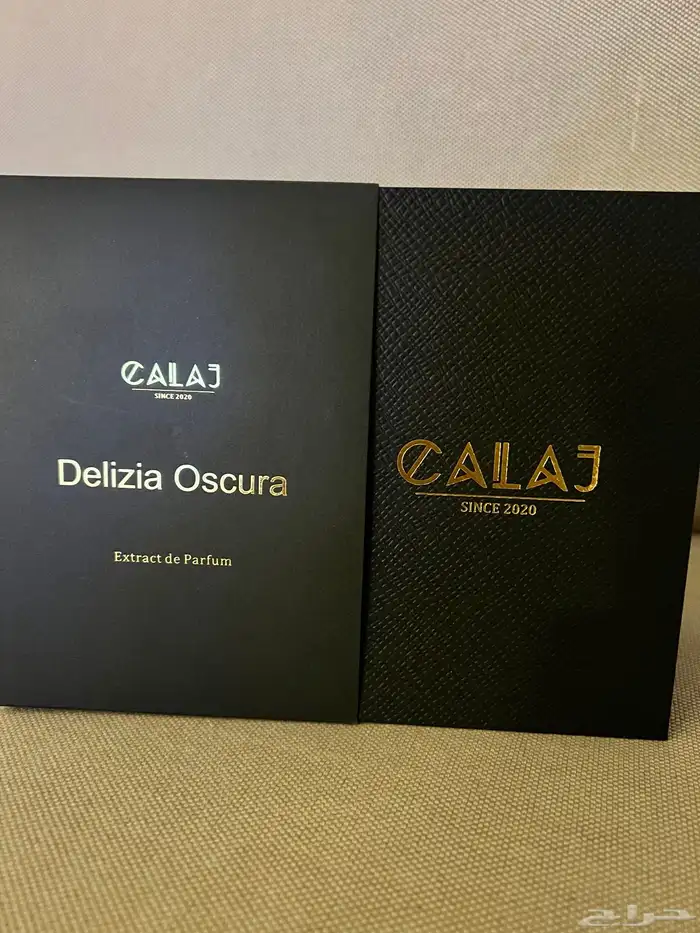 CALAJ
SINCE 2020
Delizia Oscura
Extract de Parfum
CALAJ
SINCE 2020
حراج